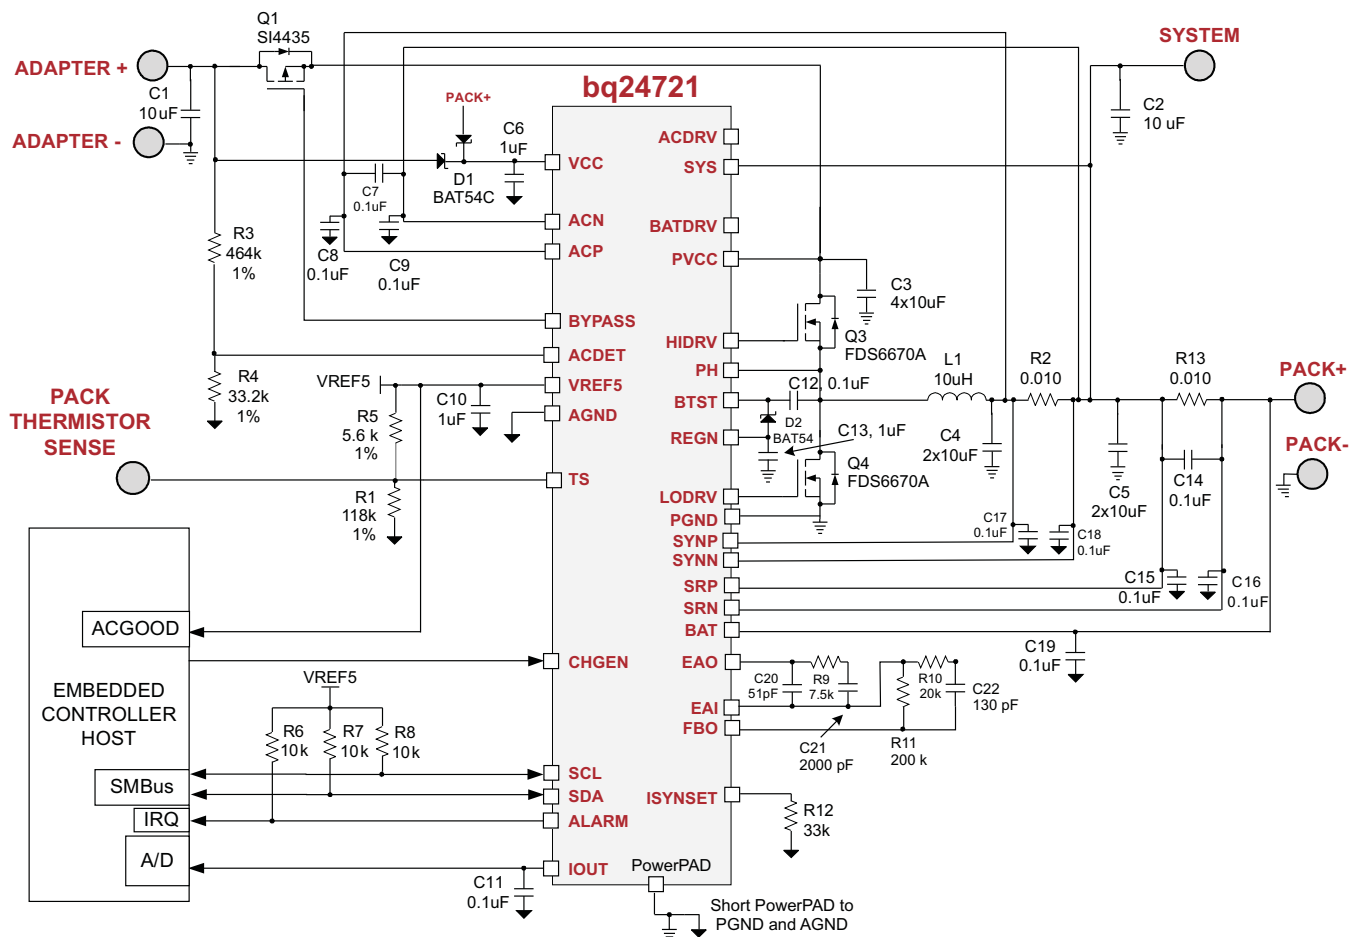 Q1
SI4435
ADAPTER +
C1
10uF
ADAPTER -
SYSTEM
C2
10 uF
bq24721
PACK+
C6
1uF
D1
BAT54C
C7
0.1uF
C8
0.1uF
C9
0.1uF
R3
464k
1%
R4
33.2k
1%
VCC
ACN
ACP
BYPASS
ACDET
VREF5
AGND
TS
CHGEN
SCL
SDA
ALARM
IOUT
ACDRV
SYS
BATDRV
PVCC
HIDRV
PH
BTST
REGN
LODRV
PGND
SYNP
SYNN
SRP
SRN
BAT
EAO
EAI
FBO
ISYNSET
PowerPAD
C3
4x10uF
Q3
FDS6670A
C12, 0.1uF
D2
BAT54
C13, 1uF
Q4
FDS6670A
L1
10uH
R2
0.010
R13
0.010
PACK+
PACK-
C4
2x10uF
C5
2x10uF
C14
0.1uF
C17
0.1uF
C18
0.1uF
C15
0.1uF
C16
0.1uF
C19
0.1uF
PACK
THERMISTOR
SENSE
VREF5
R5
5.6 k
1%
C10
1uF
R1
118k
1%
ACGOOD
EMBEDDED
CONTROLLER
HOST
SMBus
IRQ
A/D
VREF5
R6
10k
R7
10k
R8
10k
C11
0.1uF
C20
51pF
R9
7.5k
C21
2000 pF
R10
20k
R11
200 k
C22
130 pF
R12
33k
Short PowerPAD to
PGND and AGND